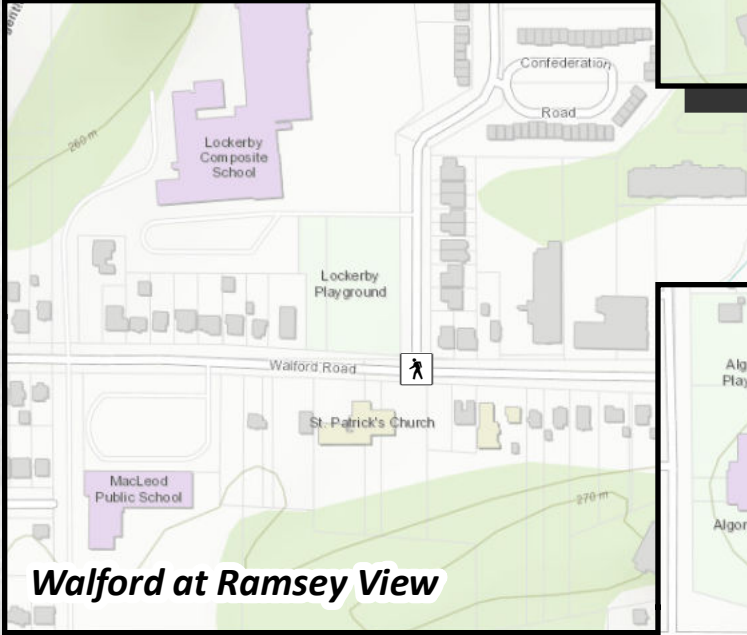 Confederation
Road
260 m
Lockerby
Composite
School
Lockerby
Playground
Walford Road
St. Patrick's Church
MacLeod
Public School
270 m
Walford at Ramsey View